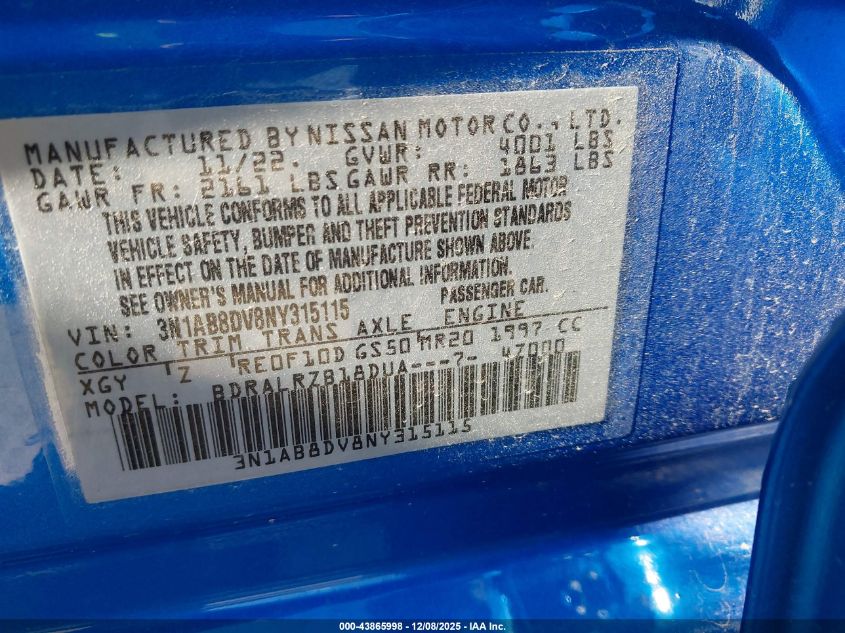 MANUFACTURED BY NISSAN MOTOR CO., LTD.
DATE: 11/22. GVWR: 4001 LBS
GAWR FR: 2161 LBS GAWR RR: 1863 LBS
THIS VEHICLE CONFORMS TO ALL APPLICABLE FEDERAL MOTOR
VEHICLE SAFETY, BUMPER AND THEFT PREVENTION STANDARDS
IN EFFECT ON THE DATE OF MANUFACTURE SHOWN ABOVE.
SEE OWNER'S MANUAL FOR ADDITIONAL INFORMATION.
VIN: 3N1AB8DV8NY315115 PASSENGER CAR.
COLOR TRIM TRANS AXLE ENGINE
XGY Z RE0F10D GS50 MR20 1997 CC
MODEL: BDRALRZB18DUA---7- 4Z000
3N1AB8DV8NY315115
000-43865998 | 12/08/2025 - IAA Inc.